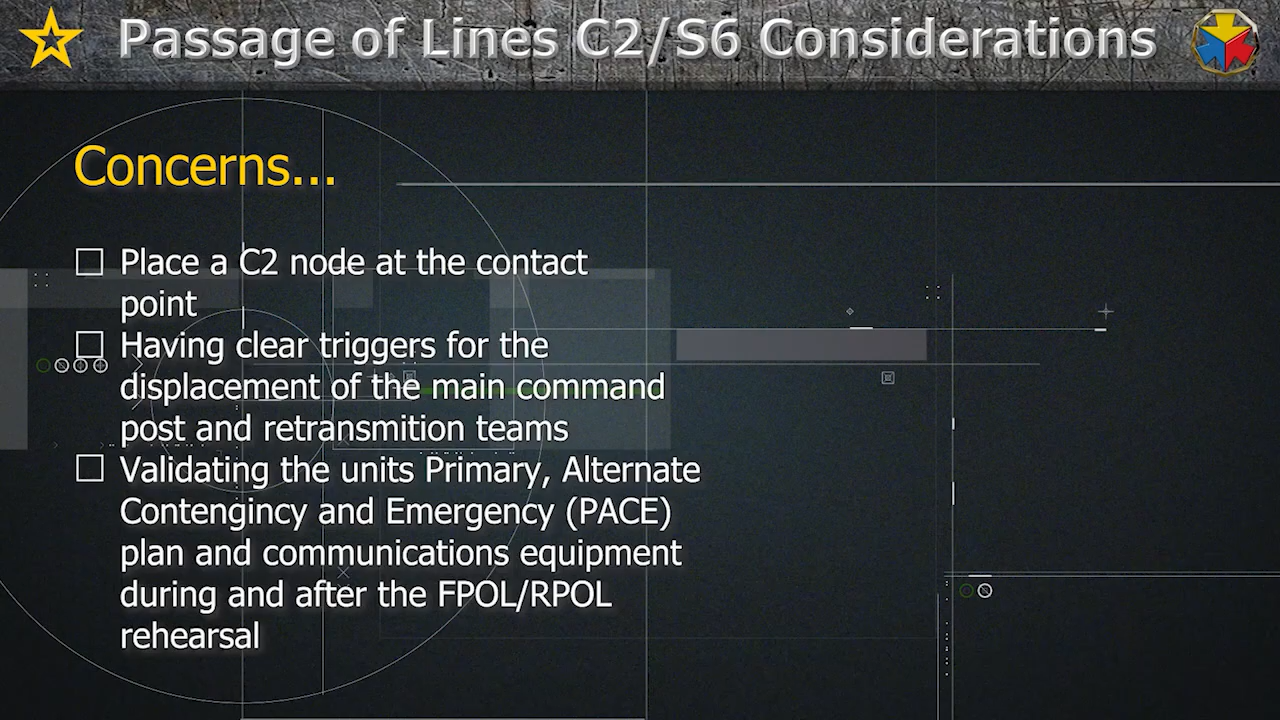 Passage of Lines C2/S6 Considerations
Concerns...
Place a C2 node at the contact
point
Having clear triggers for the
displacement of the main command
post and retransmition teams
Validating the units Primary, Alternate
Contengincy and Emergency (PACE)
plan and communications equipment
during and after the FPOL/RPOL
rehearsal